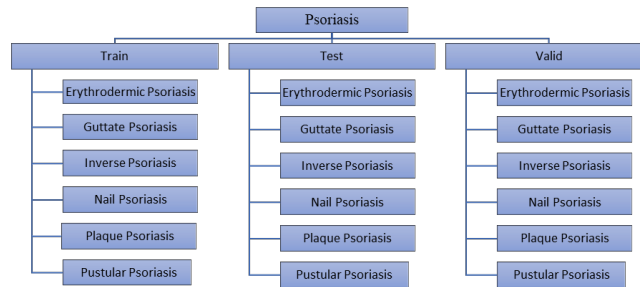 Psoriasis
Train
Erythrodermic Psoriasis
Guttate Psoriasis
Inverse Psoriasis
Nail Psoriasis
Plaque Psoriasis
Pustular Psoriasis
Test
Erythrodermic Psoriasis
Guttate Psoriasis
Inverse Psoriasis
Nail Psoriasis
Plaque Psoriasis
Pustular Psoriasis
Valid
Erythrodermic Psoriasis
Guttate Psoriasis
Inverse Psoriasis
Nail Psoriasis
Plaque Psoriasis
Pustular Psoriasis